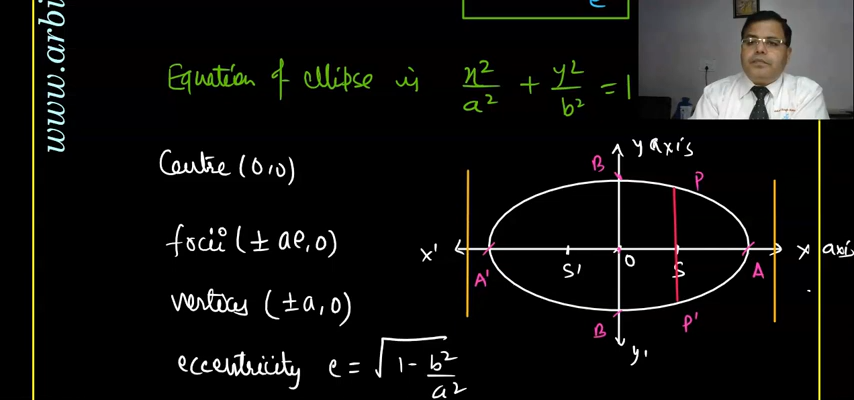 e
www.arbi
Equation of ellipse is x²/a² + y²/b² = 1
Centre (0,0)
focii (± ae, 0)
vertices (± a, 0)
eccentricity e = √(1 - b²/a²)
y axis
B
P
x'
A'
S'
O
S
A
x axis
B
P'
y'